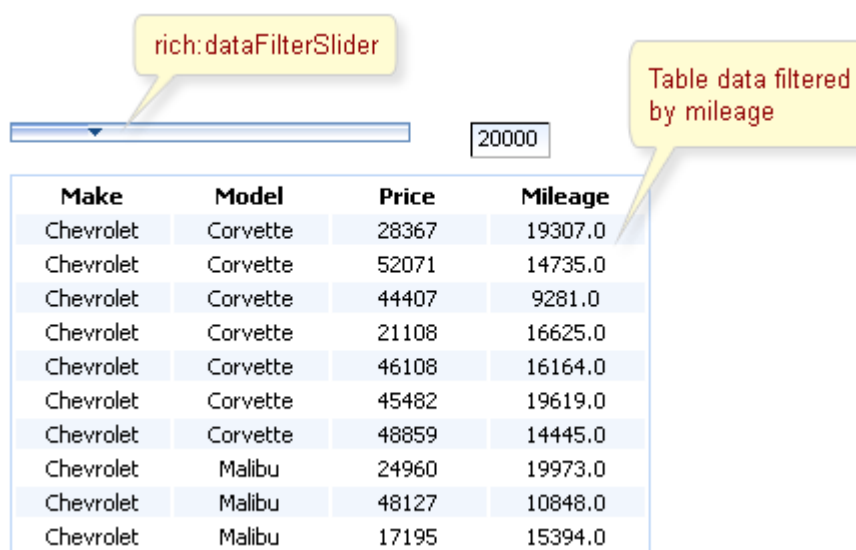 rich:dataFilterSlider
Table data filtered
by mileage
20000
Make Model Price Mileage
Chevrolet Corvette 28367 19307.0
Chevrolet Corvette 52071 14735.0
Chevrolet Corvette 44407 9281.0
Chevrolet Corvette 21108 16625.0
Chevrolet Corvette 46108 16164.0
Chevrolet Corvette 45482 19619.0
Chevrolet Corvette 48859 14445.0
Chevrolet Malibu 24960 19973.0
Chevrolet Malibu 48127 10848.0
Chevrolet Malibu 17195 15394.0